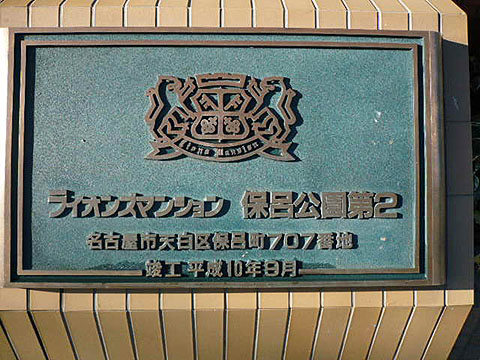 Lions Mansion
ライオンズマンション 保呂公園第2
名古屋市天白区保呂町707番地
竣工 平成10年9月